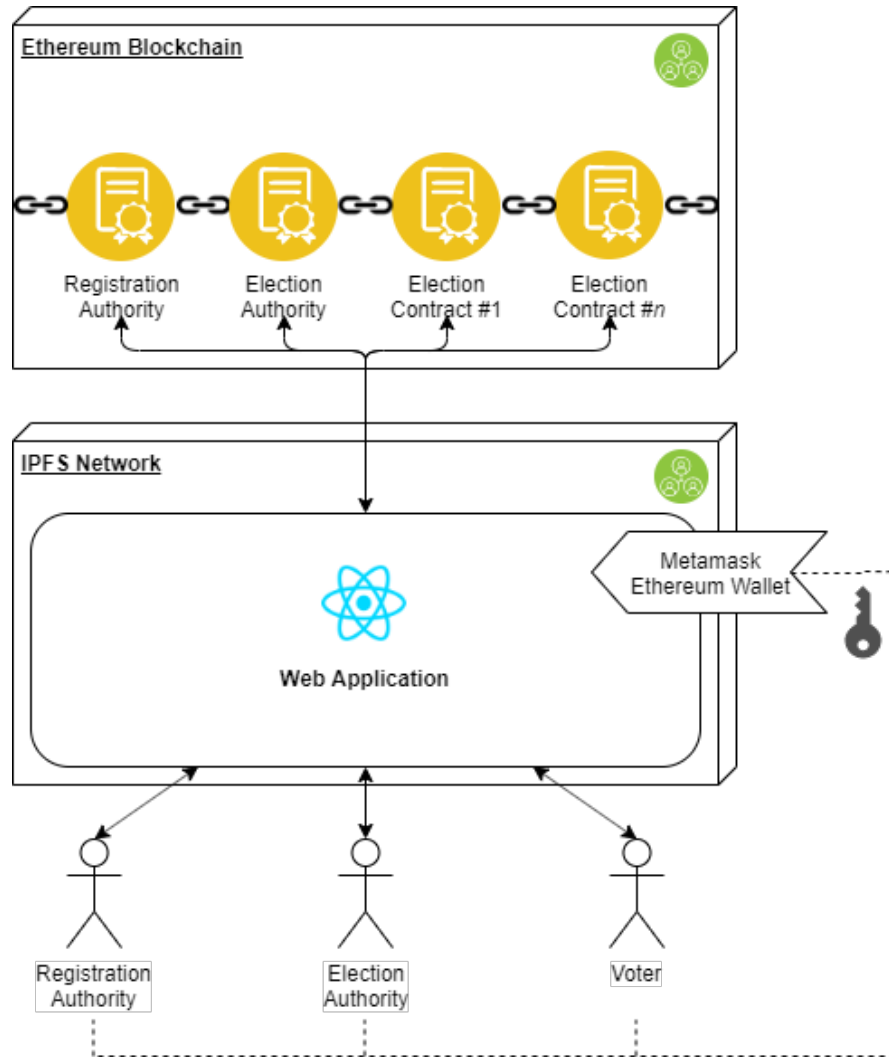 Ethereum Blockchain
Registration
Authority
Election
Authority
Election
Contract #1
Election
Contract #n
IPFS Network
Metamask
Ethereum Wallet
Web Application
Registration
Authority
Election
Authority
Voter